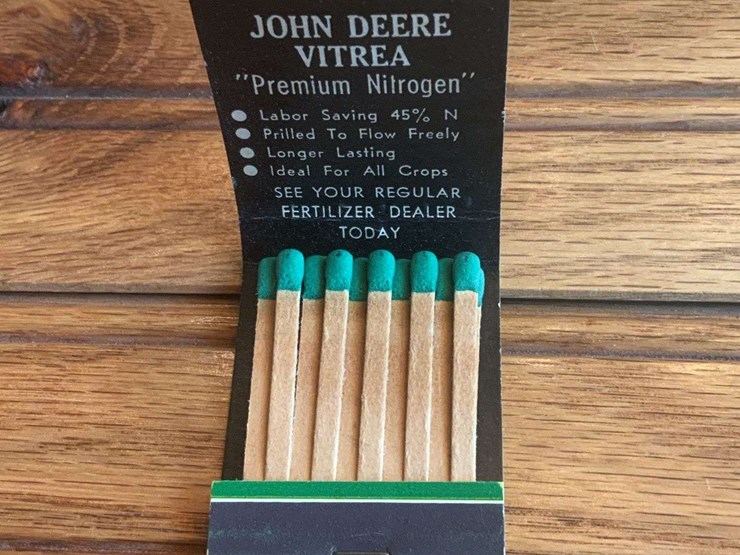 JOHN DEERE
VITREA
"Premium Nitrogen"
● Labor Saving 45% N
● Prilled To Flow Freely
● Longer Lasting
● Ideal For All Crops
SEE YOUR REGULAR
FERTILIZER DEALER
TODAY